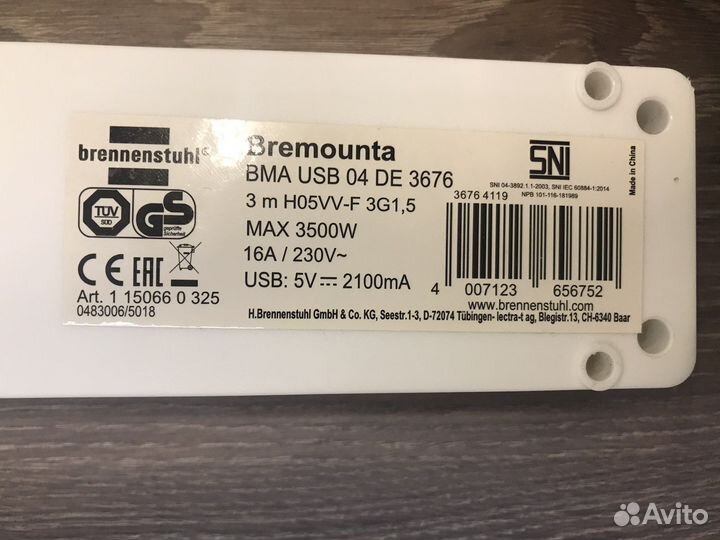 brennenstuhl®
Bremounta
BMA USB 04 DE 3676
3 m H05VV-F 3G1,5
MAX 3500W
16A / 230V~
USB: 5V⎓ 2100mA
TÜV
SÜD
GS
geprüfte
Sicherheit
CE EAC
Art. 1 15066 0 325
0483006/5018
SNI
SNI 04-3892.1.1-2003, SNI IEC 60884-1:2014
NPB 101-116-181989
3676 4119
4 007123 656752
www.brennenstuhl.com
Made in China
H.Brennenstuhl GmbH & Co. KG, Seestr.1-3, D-72074 Tübingen- lectra-t ag, Blegistr.13, CH-6340 Baar
Avito